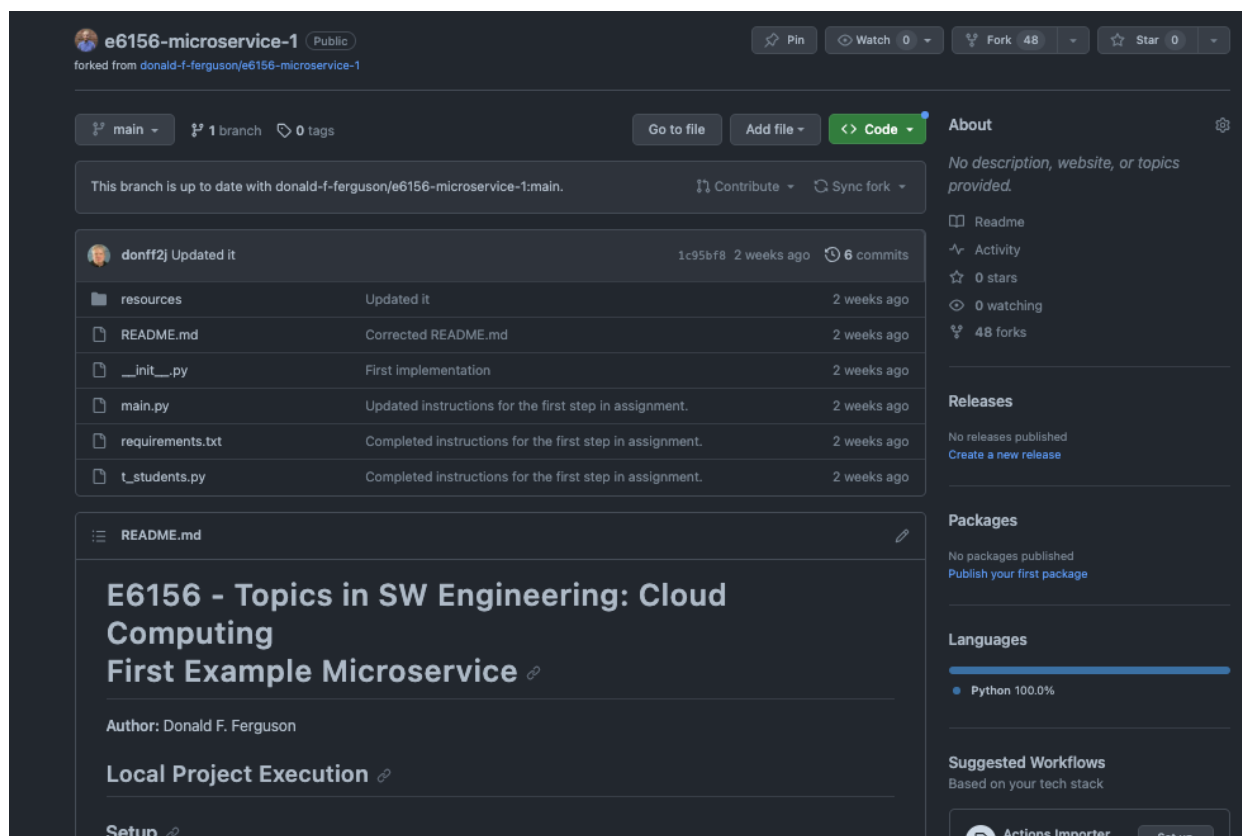 e6156-microservice-1 Public
Pin Watch 0 Fork 48 Star 0
forked from donald-f-ferguson/e6156-microservice-1
main 1 branch 0 tags Go to file Add file <> Code
This branch is up to date with donald-f-ferguson/e6156-microservice-1:main. Contribute Sync fork
donff2j Updated it 1c95bf8 2 weeks ago 6 commits
resources Updated it 2 weeks ago
README.md Corrected README.md 2 weeks ago
__init__.py First implementation 2 weeks ago
main.py Updated instructions for the first step in assignment. 2 weeks ago
requirements.txt Completed instructions for the first step in assignment. 2 weeks ago
t_students.py Completed instructions for the first step in assignment. 2 weeks ago
README.md
E6156 - Topics in SW Engineering: Cloud
Computing
First Example Microservice
Author: Donald F. Ferguson
Local Project Execution
Setup
About
No description, website, or topics
provided.
Readme
Activity
0 stars
0 watching
48 forks
Releases
No releases published
Create a new release
Packages
No packages published
Publish your first package
Languages
Python 100.0%
Suggested Workflows
Based on your tech stack
Actions Importer Set up